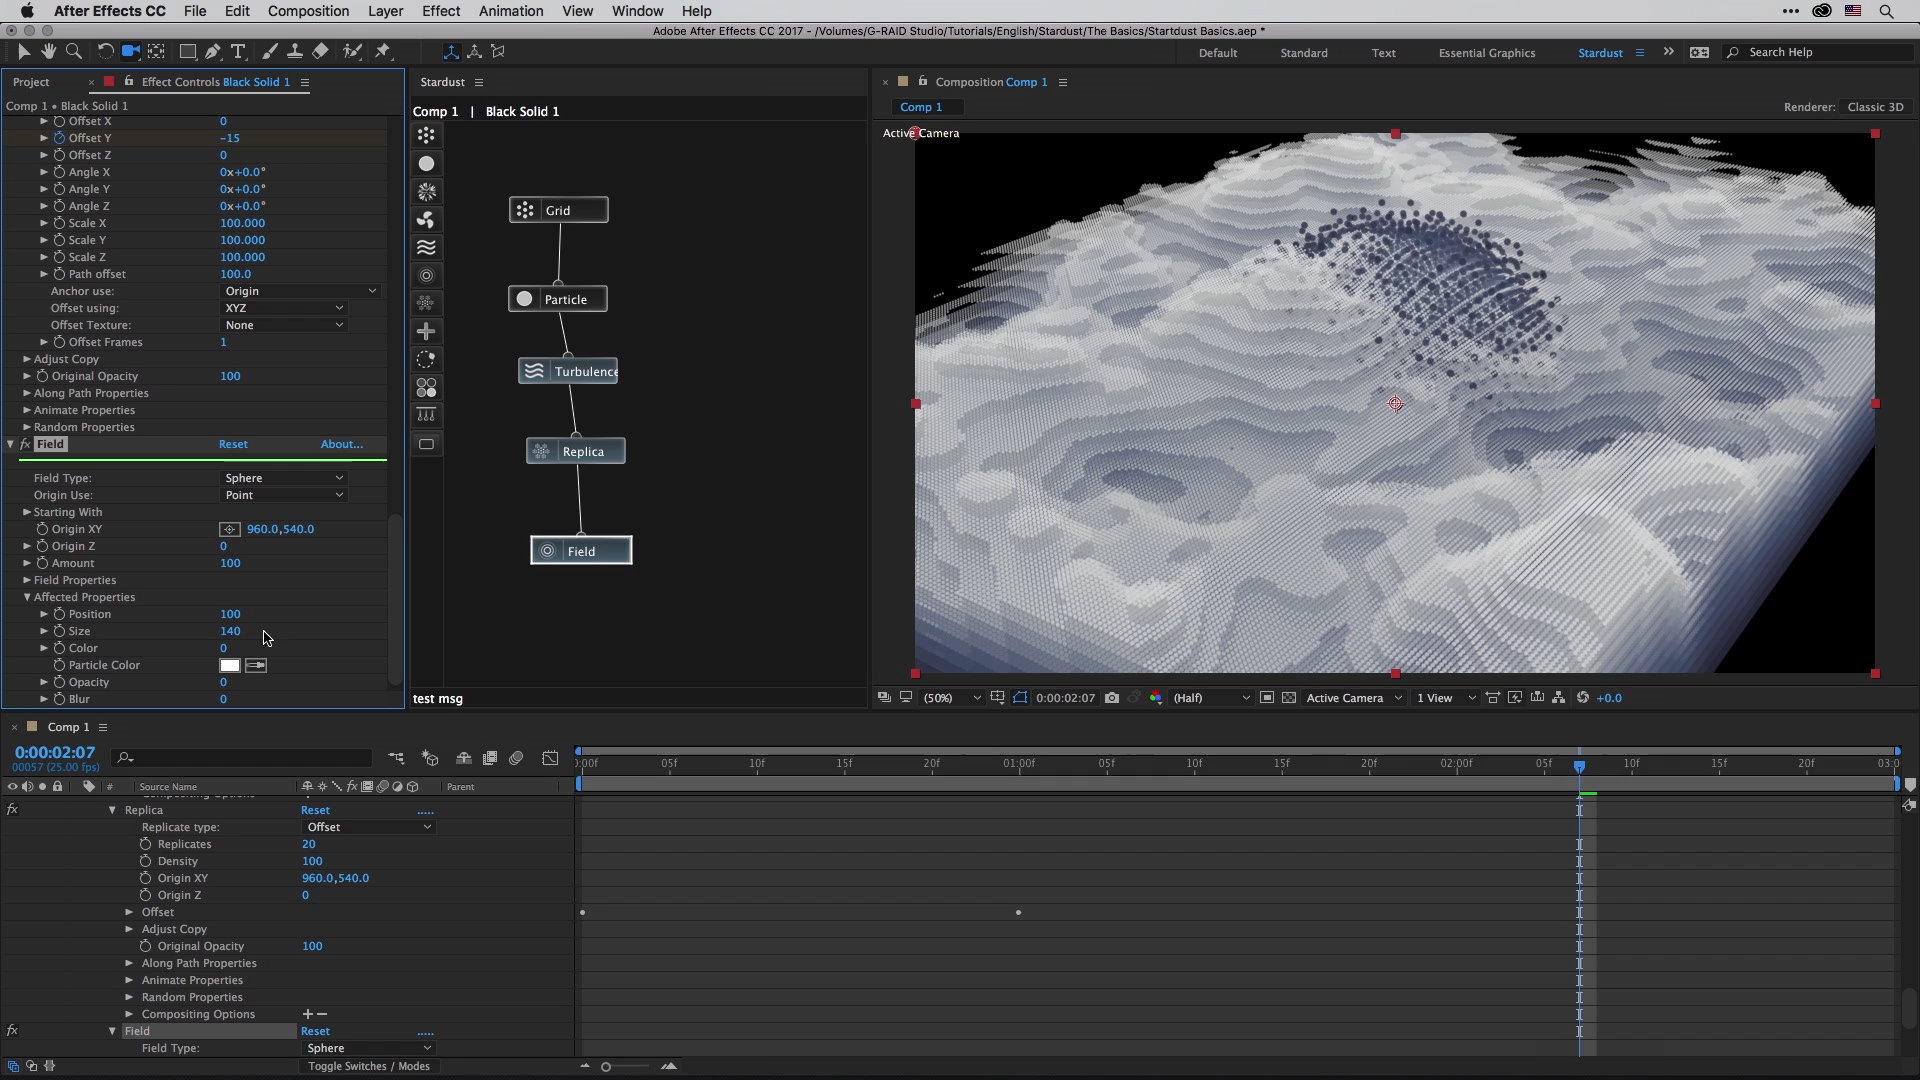 After Effects CC File Edit Composition Layer Effect Animation View Window Help
Adobe After Effects CC 2017 - /Volumes/G-RAID Studio/Tutorials/English/Stardust/The Basics/Startdust Basics.aep *
Default Standard Text Essential Graphics Stardust Search Help
Project Effect Controls Black Solid 1
Comp 1 • Black Solid 1
Offset X 0
Offset Y -15
Offset Z 0
Angle X 0x+0.0°
Angle Y 0x+0.0°
Angle Z 0x+0.0°
Scale X 100.000
Scale Y 100.000
Scale Z 100.000
Path offset 100.0
Anchor use: Origin
Offset using: XYZ
Offset Texture: None
Offset Frames 1
Adjust Copy
Original Opacity 100
Along Path Properties
Animate Properties
Random Properties
fx Field Reset About...
Field Type: Sphere
Origin Use: Point
Starting With
Origin XY 960.0,540.0
Origin Z 0
Amount 100
Field Properties
Affected Properties
Position 100
Size 140
Color 0
Particle Color
Opacity 0
Blur 0
Stardust
Comp 1 | Black Solid 1
Grid
Particle
Turbulence
Replica
Field
test msg
Composition Comp 1
Comp 1 Renderer: Classic 3D
Active Camera
(50%) 0:00:02:07 (Half) Active Camera 1 View +0.0
Comp 1
0:00:02:07
00057 (25.00 fps)
0:00f 05f 10f 15f 20f 01:00f 05f 10f 15f 20f 02:00f 05f 10f 15f 20f 03:0
# Source Name fx Parent
fx Replica Reset .....
Replicate type: Offset
Replicates 20
Density 100
Origin XY 960.0,540.0
Origin Z 0
Offset
Adjust Copy
Original Opacity 100
Along Path Properties
Animate Properties
Random Properties
Compositing Options + −
fx Field Reset .....
Field Type: Sphere
Toggle Switches / Modes